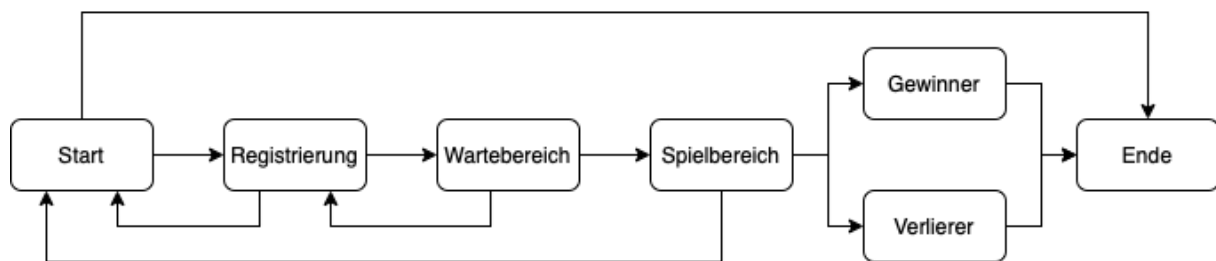 Start
Registrierung
Wartebereich
Spielbereich
Gewinner
Verlierer
Ende